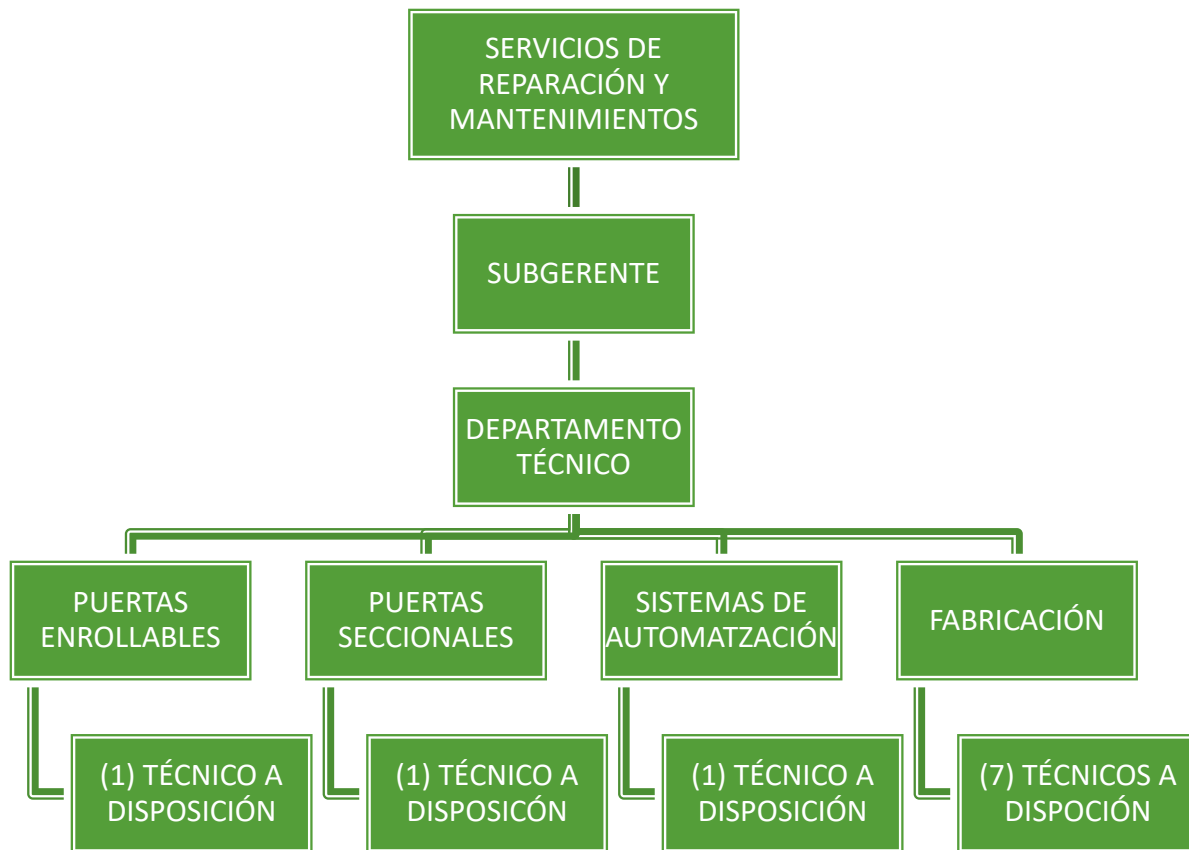 SERVICIOS DE
REPARACIÓN Y
MANTENIMIENTOS
SUBGERENTE
DEPARTAMENTO
TÉCNICO
PUERTAS
ENROLLABLES
PUERTAS
SECCIONALES
SISTEMAS DE
AUTOMATZACIÓN
FABRICACIÓN
(1) TÉCNICO A
DISPOSICIÓN
(1) TÉCNICO A
DISPOSICÓN
(1) TÉCNICO A
DISPOSICIÓN
(7) TÉCNICOS A
DISPOCIÓN